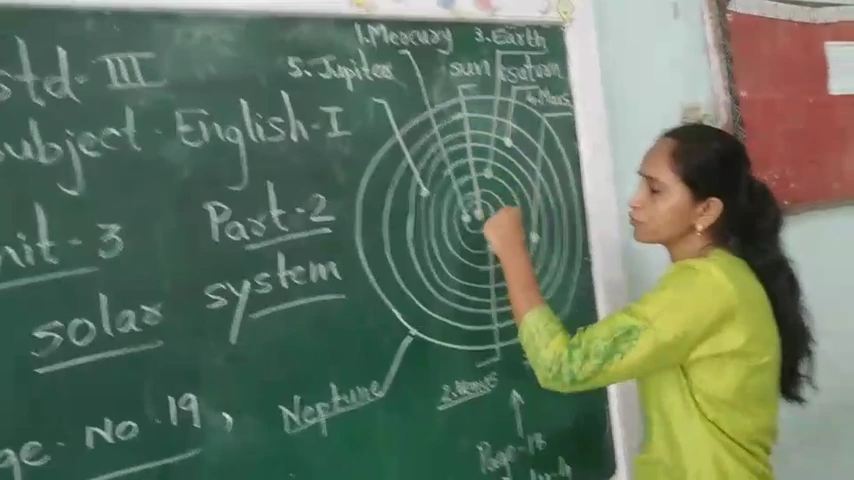 1. Mercury 3. Earth
5. Jupiter sun 6 saturn
4. Mars
std - III
subject - English-I
Unit-3 Part-2
solar system
Page. No. 19,
Neptune 2. Venus
Page - 18